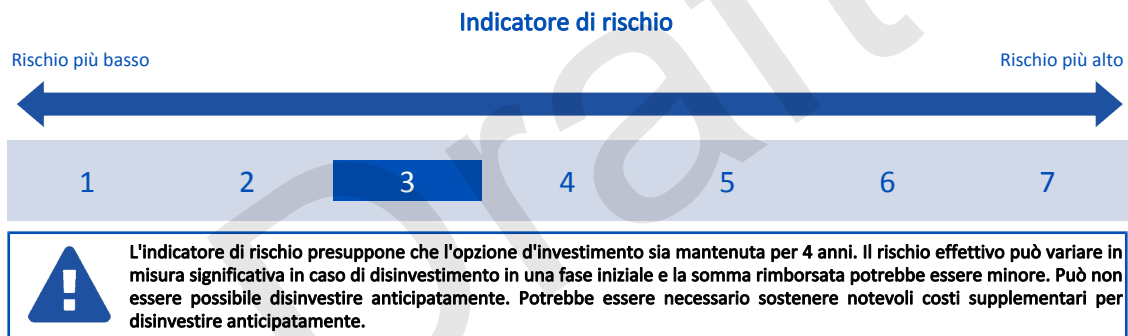 Indicatore di rischio
Rischio più basso Rischio più alto
1 2 3 4 5 6 7
L'indicatore di rischio presuppone che l'opzione d'investimento sia mantenuta per 4 anni. Il rischio effettivo può variare in
misura significativa in caso di disinvestimento in una fase iniziale e la somma rimborsata potrebbe essere minore. Può non
essere possibile disinvestire anticipatamente. Potrebbe essere necessario sostenere notevoli costi supplementari per
disinvestire anticipatamente.
Draft